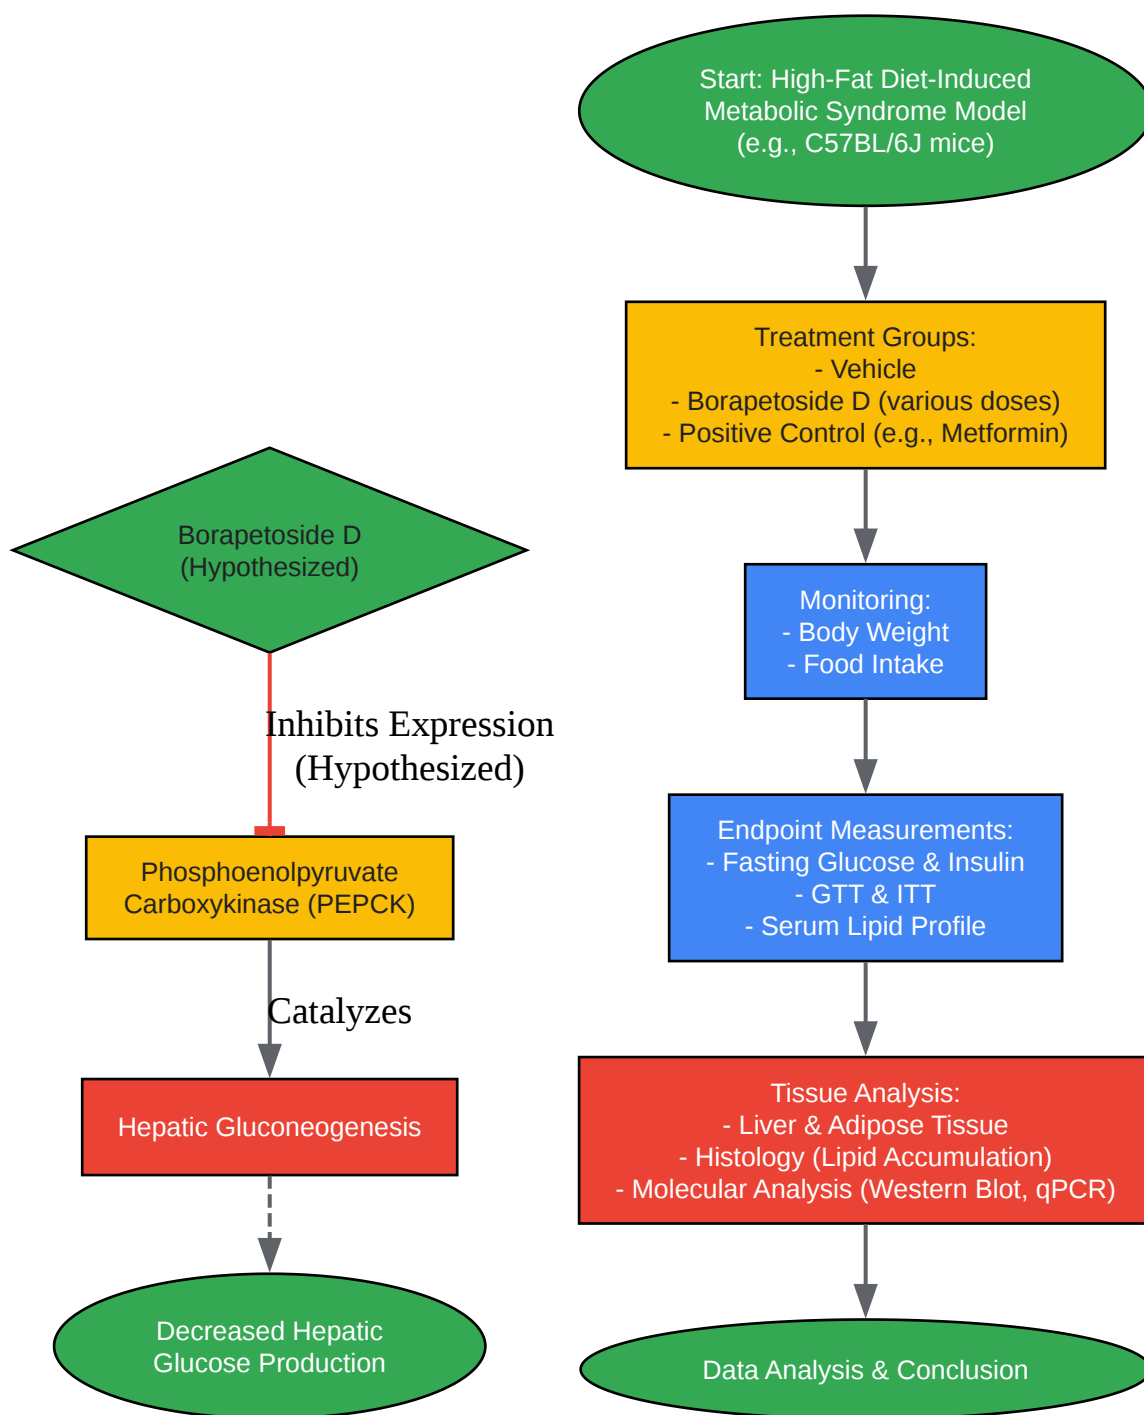 Borapetoside D
(Hypothesized)
Inhibits Expression
(Hypothesized)
Phosphoenolpyruvate
Carboxykinase (PEPCK)
Catalyzes
Hepatic Gluconeogenesis
Decreased Hepatic
Glucose Production
Start: High-Fat Diet-Induced
Metabolic Syndrome Model
(e.g., C57BL/6J mice)
Treatment Groups:
- Vehicle
- Borapetoside D (various doses)
- Positive Control (e.g., Metformin)
Monitoring:
- Body Weight
- Food Intake
Endpoint Measurements:
- Fasting Glucose & Insulin
- GTT & ITT
- Serum Lipid Profile
Tissue Analysis:
- Liver & Adipose Tissue
- Histology (Lipid Accumulation)
- Molecular Analysis (Western Blot, qPCR)
Data Analysis & Conclusion